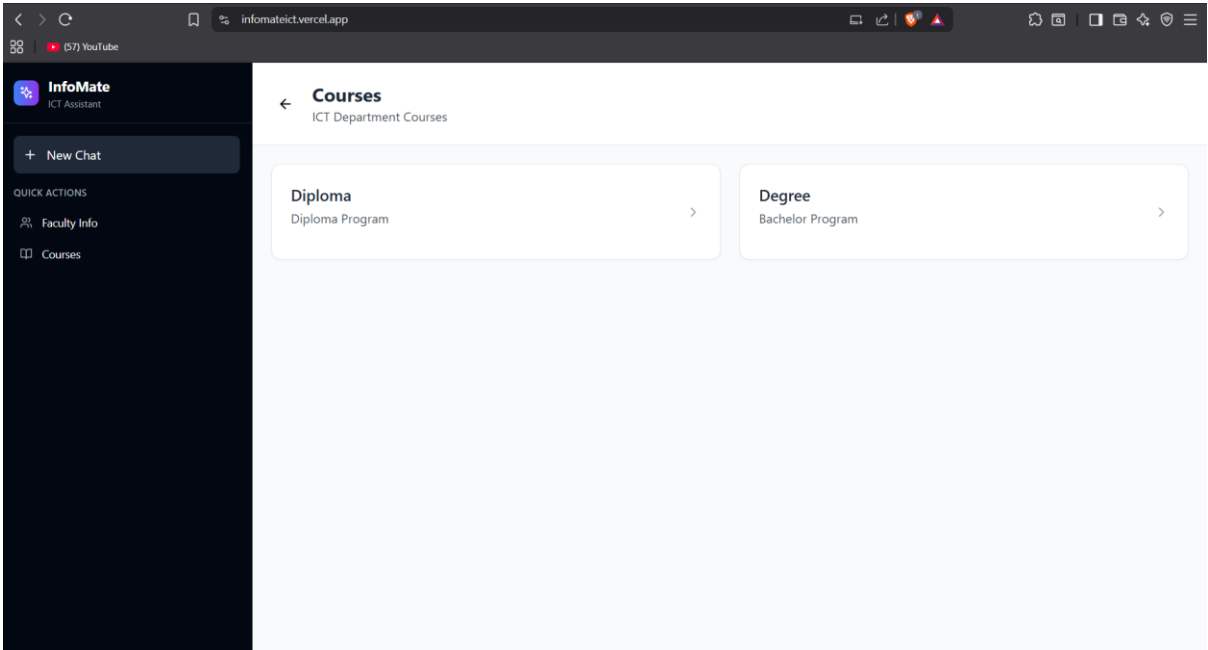 infomateict.vercel.app
(57) YouTube
InfoMate
ICT Assistant
+ New Chat
QUICK ACTIONS
Faculty Info
Courses
Courses
ICT Department Courses
Diploma
Diploma Program
Degree
Bachelor Program